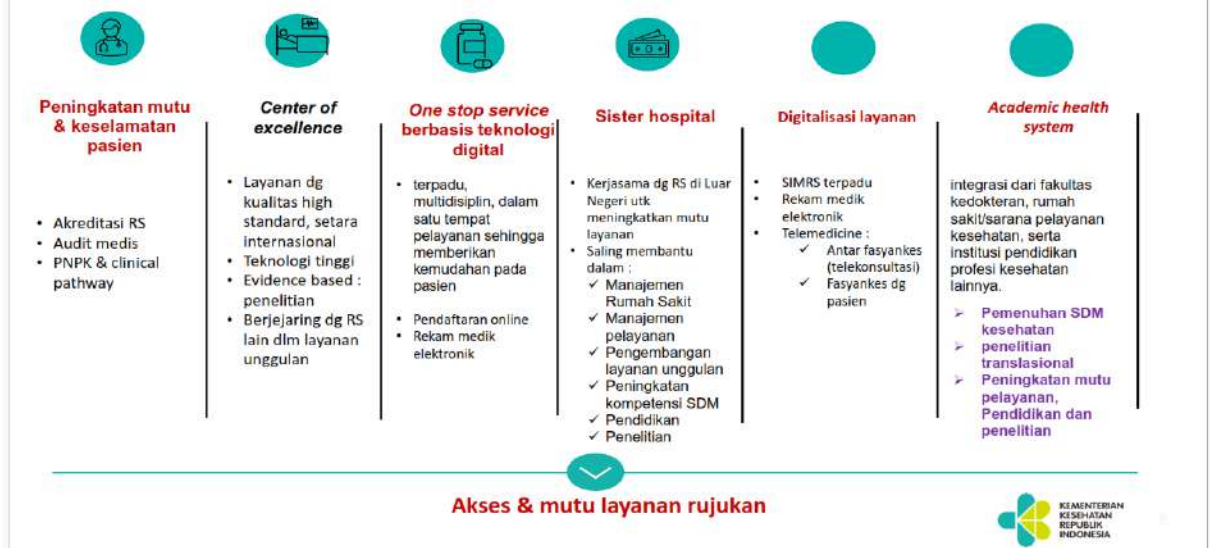 Peningkatan mutu
& keselamatan
pasien
• Akreditasi RS
• Audit medis
• PNPK & clinical
pathway
Center of
excellence
• Layanan dg
kualitas high
standard, setara
internasional
• Teknologi tinggi
• Evidence based :
penelitian
• Berjejaring dg RS
lain dlm layanan
unggulan
One stop service
berbasis teknologi
digital
• terpadu,
multidisiplin, dalam
satu tempat
pelayanan sehingga
memberikan
kemudahan pada
pasien
• Pendaftaran online
• Rekam medik
elektronik
Sister hospital
• Kerjasama dg RS di Luar
Negeri utk
meningkatkan mutu
layanan
• Saling membantu
dalam :
✓ Manajemen
Rumah Sakit
✓ Manajemen
pelayanan
✓ Pengembangan
layanan unggulan
✓ Peningkatan
kompetensi SDM
✓ Pendidikan
✓ Penelitian
Digitalisasi layanan
• SIMRS terpadu
• Rekam medik
elektronik
• Telemedicine :
✓ Antar fasyankes
(telekonsultasi)
✓ Fasyankes dg
pasien
Academic health
system
integrasi dari fakultas
kedokteran, rumah
sakit/sarana pelayanan
kesehatan, serta
institusi pendidikan
profesi kesehatan
lainnya.
➢ Pemenuhan SDM
kesehatan
➢ penelitian
translasional
➢ Peningkatan mutu
pelayanan,
Pendidikan dan
penelitian
Akses & mutu layanan rujukan
KEMENTERIAN
KESEHATAN
REPUBLIK
INDONESIA